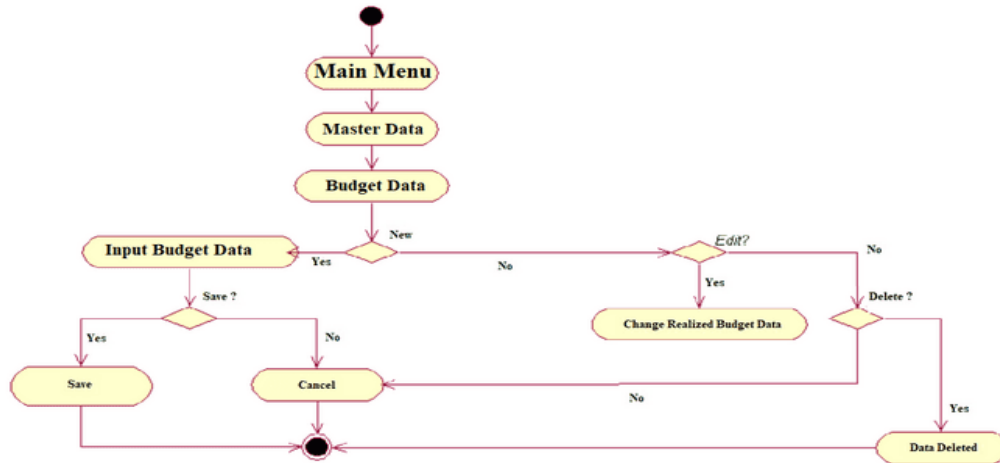 Main Menu
Master Data
Budget Data
New
Edit?
Input Budget Data
Yes
No
No
Yes
Save ?
Delete ?
Change Realized Budget Data
Yes
No
Save
Cancel
No
Yes
Data Deleted